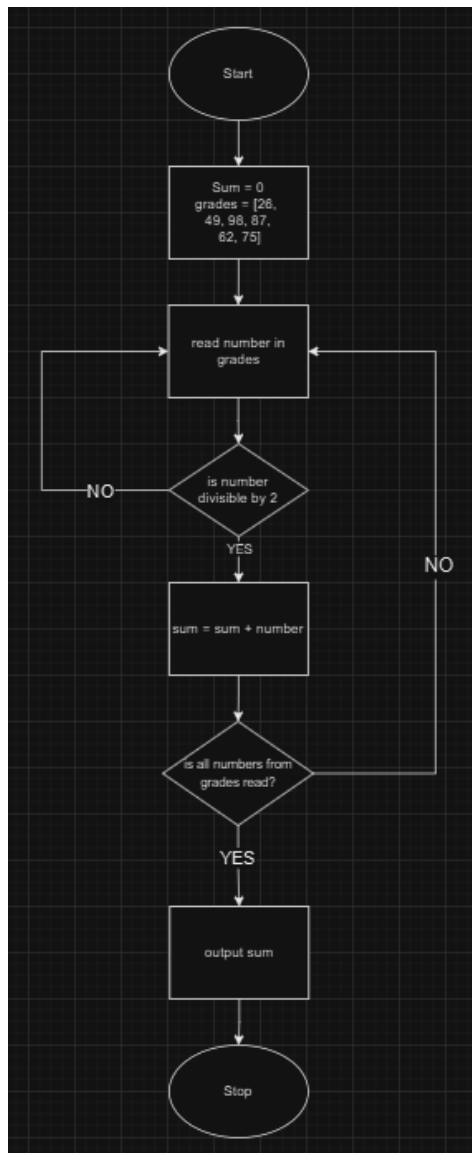 Start
Sum = 0
grades = [26,
49, 98, 87,
62, 75]
read number in
grades
is number
divisible by 2
NO
YES
sum = sum + number
NO
is all numbers from
grades read?
YES
output sum
Stop